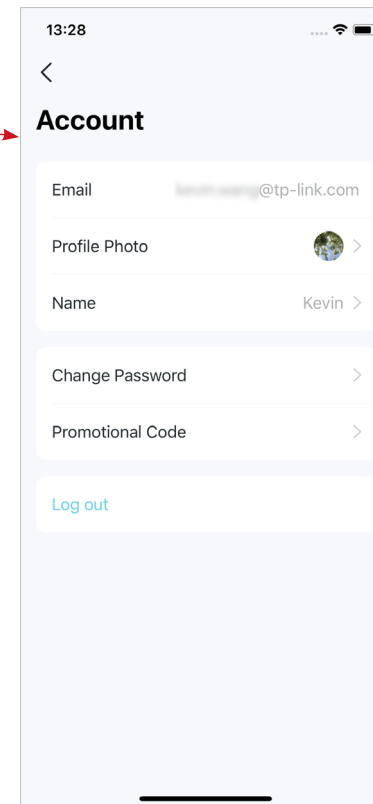 13:28
Account
Email @tp-link.com
Profile Photo
Name Kevin
Change Password
Promotional Code
Log out